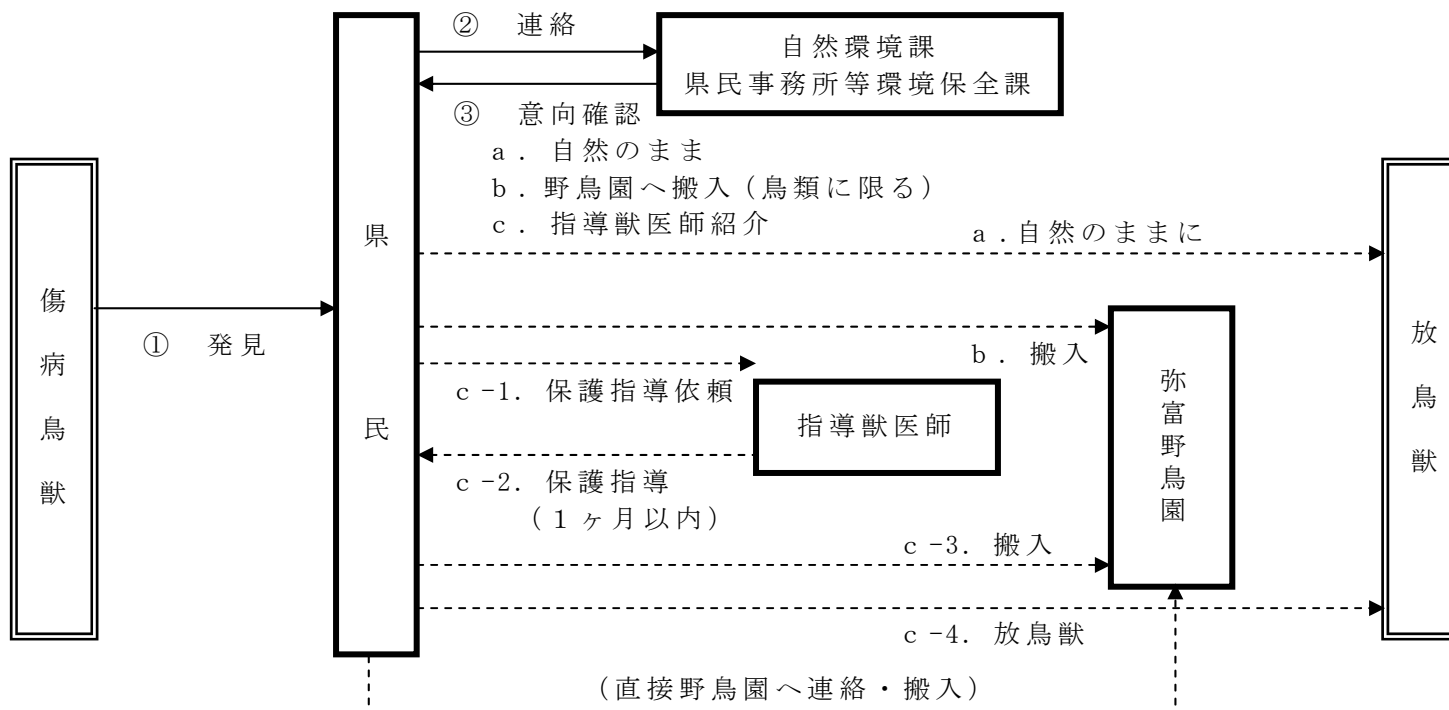 ② 連絡
自然環境課
県民事務所等環境保全課
③ 意向確認
a．自然のまま
b．野鳥園へ搬入（鳥類に限る）
c．指導獣医師紹介
a．自然のままに
傷病鳥獣
① 発見
県民
b．搬入
c-1．保護指導依頼
指導獣医師
c-2．保護指導
（１ヶ月以内）
弥富野鳥園
放鳥獣
c-3．搬入
c-4．放鳥獣
（直接野鳥園へ連絡・搬入）